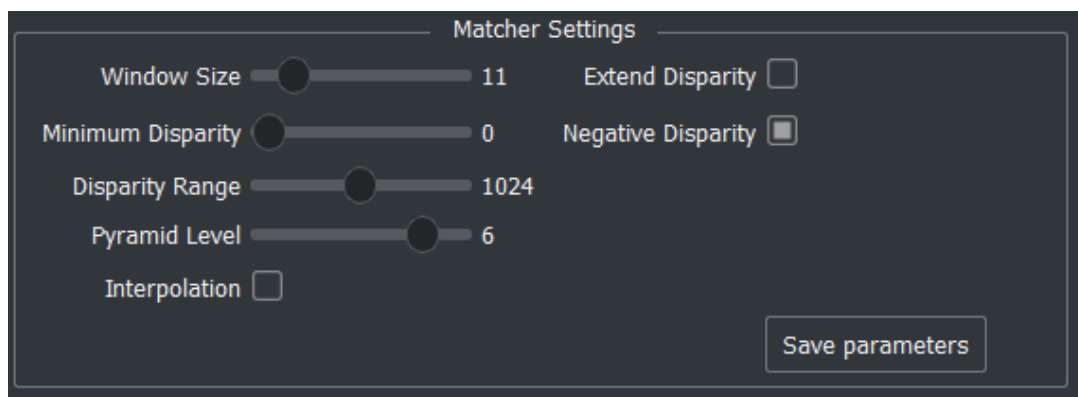 Matcher Settings
Window Size 11 Extend Disparity
Minimum Disparity 0 Negative Disparity
Disparity Range 1024
Pyramid Level 6
Interpolation
Save parameters